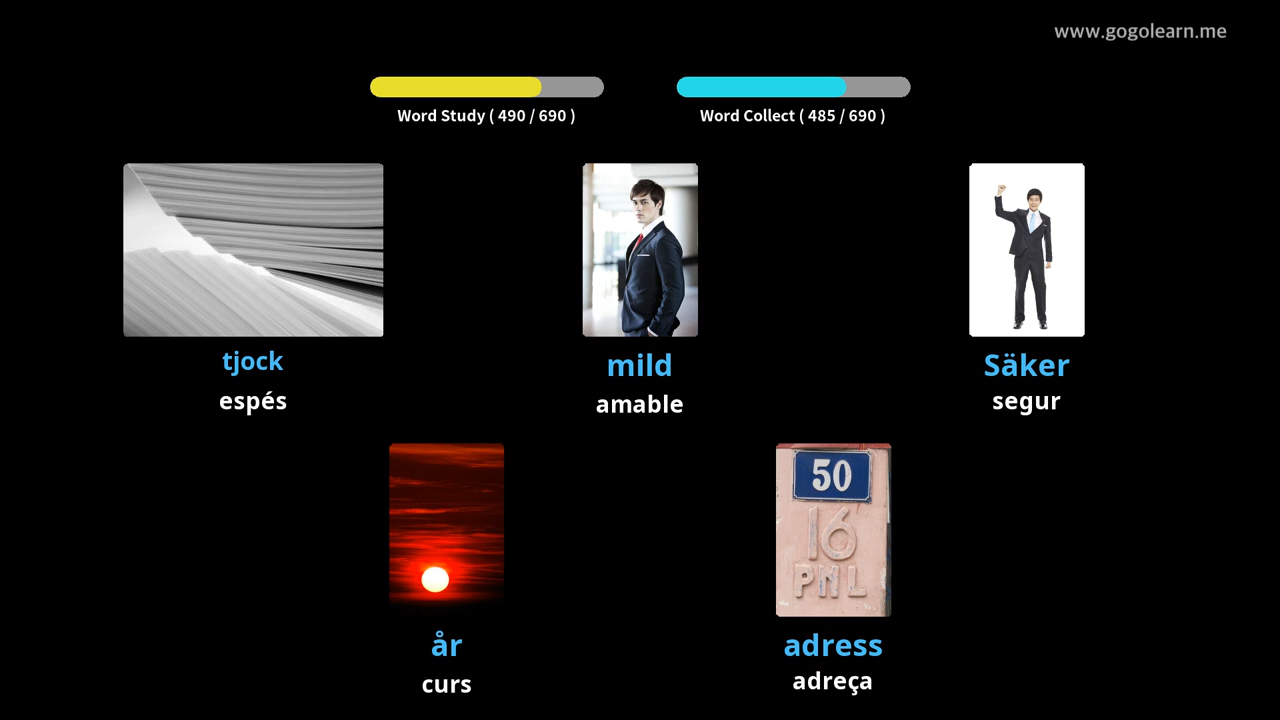 www.gogolearn.me
Word Study ( 490 / 690 )
Word Collect ( 485 / 690 )
tjock
espés
mild
amable
Säker
segur
50
16
PNL
år
curs
adress
adreça